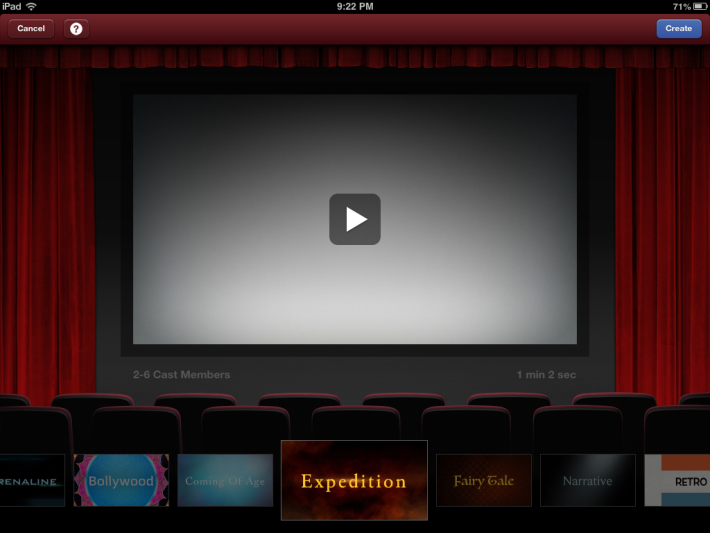 iPad 9:22 PM 71%
Cancel ? Create
2-6 Cast Members 1 min 2 sec
RENALINE Bollywood Coming Of Age Expedition Fairy Tale Narrative RETRO